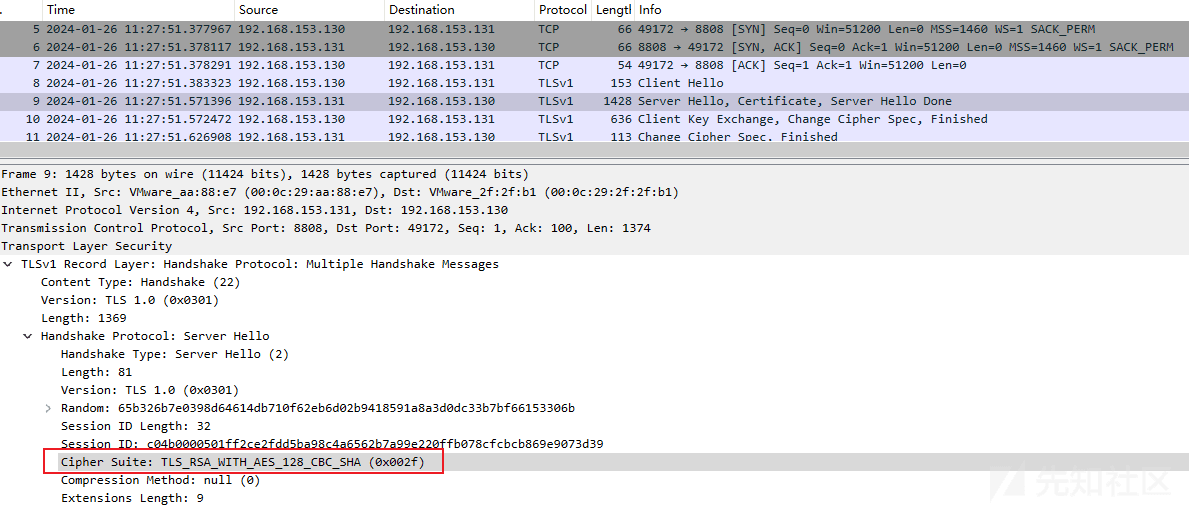 . Time Source Destination Protocol Lengtl Info
5 2024-01-26 11:27:51.377967 192.168.153.130 192.168.153.131 TCP 66 49172 → 8808 [SYN] Seq=0 Win=51200 Len=0 MSS=1460 WS=1 SACK_PERM
6 2024-01-26 11:27:51.378117 192.168.153.131 192.168.153.130 TCP 66 8808 → 49172 [SYN, ACK] Seq=0 Ack=1 Win=51200 Len=0 MSS=1460 WS=1 SACK_PERM
7 2024-01-26 11:27:51.378291 192.168.153.130 192.168.153.131 TCP 54 49172 → 8808 [ACK] Seq=1 Ack=1 Win=51200 Len=0
8 2024-01-26 11:27:51.383323 192.168.153.130 192.168.153.131 TLSv1 153 Client Hello
9 2024-01-26 11:27:51.571396 192.168.153.131 192.168.153.130 TLSv1 1428 Server Hello, Certificate, Server Hello Done
10 2024-01-26 11:27:51.572472 192.168.153.130 192.168.153.131 TLSv1 636 Client Key Exchange, Change Cipher Spec, Finished
11 2024-01-26 11:27:51.626908 192.168.153.131 192.168.153.130 TLSv1 113 Change Cipher Spec, Finished
Frame 9: 1428 bytes on wire (11424 bits), 1428 bytes captured (11424 bits)
Ethernet II, Src: VMware_aa:88:e7 (00:0c:29:aa:88:e7), Dst: VMware_2f:2f:b1 (00:0c:29:2f:2f:b1)
Internet Protocol Version 4, Src: 192.168.153.131, Dst: 192.168.153.130
Transmission Control Protocol, Src Port: 8808, Dst Port: 49172, Seq: 1, Ack: 100, Len: 1374
Transport Layer Security
TLSv1 Record Layer: Handshake Protocol: Multiple Handshake Messages
Content Type: Handshake (22)
Version: TLS 1.0 (0x0301)
Length: 1369
Handshake Protocol: Server Hello
Handshake Type: Server Hello (2)
Length: 81
Version: TLS 1.0 (0x0301)
Random: 65b326b7e0398d64614db710f62eb6d02b9418591a8a3d0dc33b7bf66153306b
Session ID Length: 32
Session ID: c04b0000501ff2ce2fdd5ba98c4a6562b7a99e220ffb078cfcbcb869e9073d39
Cipher Suite: TLS_RSA_WITH_AES_128_CBC_SHA (0x002f)
Compression Method: null (0)
Extensions Length: 9
先知社区